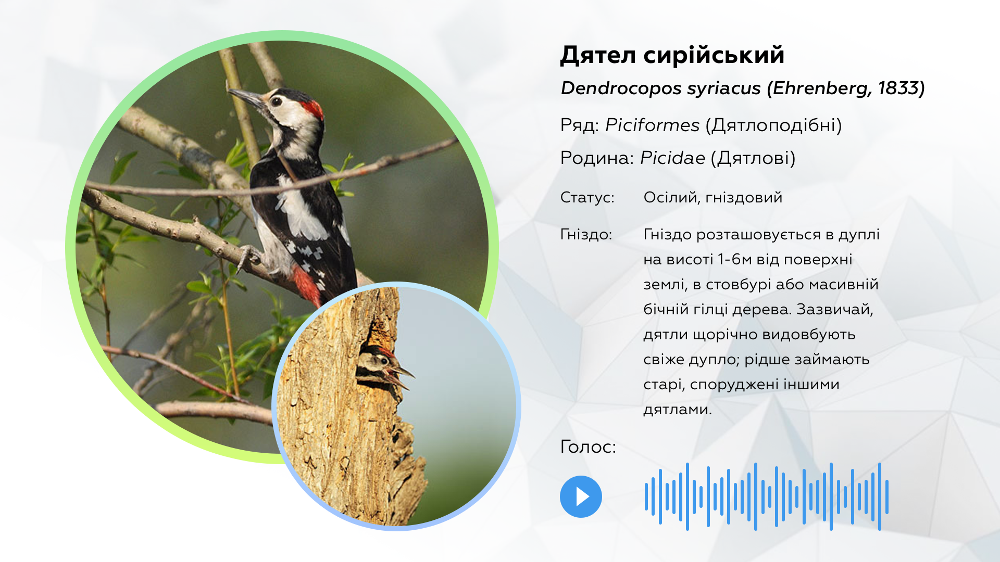 Дятел сирійський
Dendrocopos syriacus (Ehrenberg, 1833)
Ряд: Piciformes (Дятлоподібні)
Родина: Picidae (Дятлові)
Статус: Осілий, гніздовий
Гніздо: Гніздо розташовується в дуплі
на висоті 1-6м від поверхні
землі, в стовбурі або масивній
бічній гілці дерева. Зазвичай,
дятли щорічно видовбують
свіже дупло; рідше займають
старі, споруджені іншими
дятлами.
Голос: